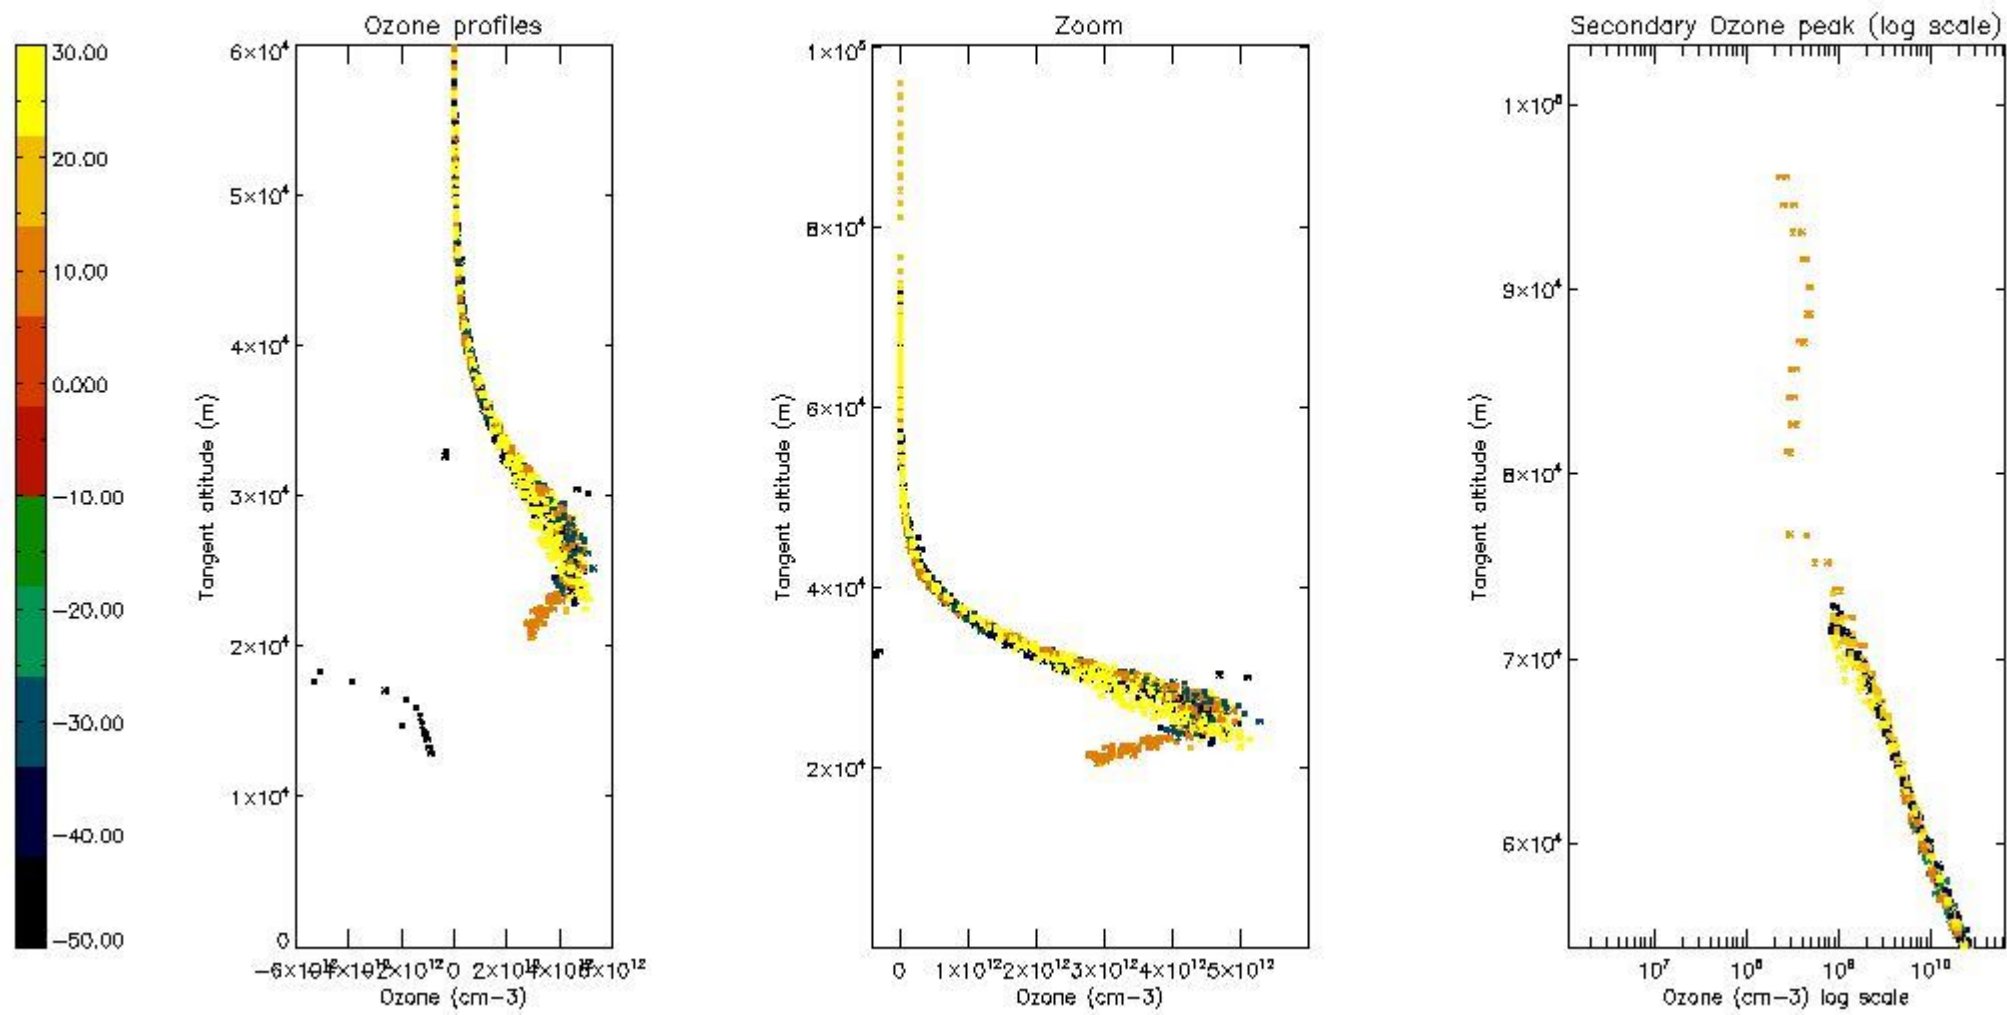 Ozone profiles
Zoom
Secondary Ozone peak (log scale)
30.00
20.00
10.00
0.000
−10.00
−20.00
−30.00
−40.00
−50.00
Tangent altitude (m)
6×10⁴
5×10⁴
4×10⁴
3×10⁴
2×10⁴
1×10⁴
0
0
Ozone (cm−3)
Tangent altitude (m)
1×10⁵
8×10⁴
6×10⁴
4×10⁴
2×10⁴
0 1×10¹² 2×10¹² 3×10¹² 4×10¹² 5×10¹²
Ozone (cm−3)
Tangent altitude (m)
9×10⁴
8×10⁴
7×10⁴
6×10⁴
10⁷ 10⁸ 10⁹ 10¹⁰
Ozone (cm−3) log scale